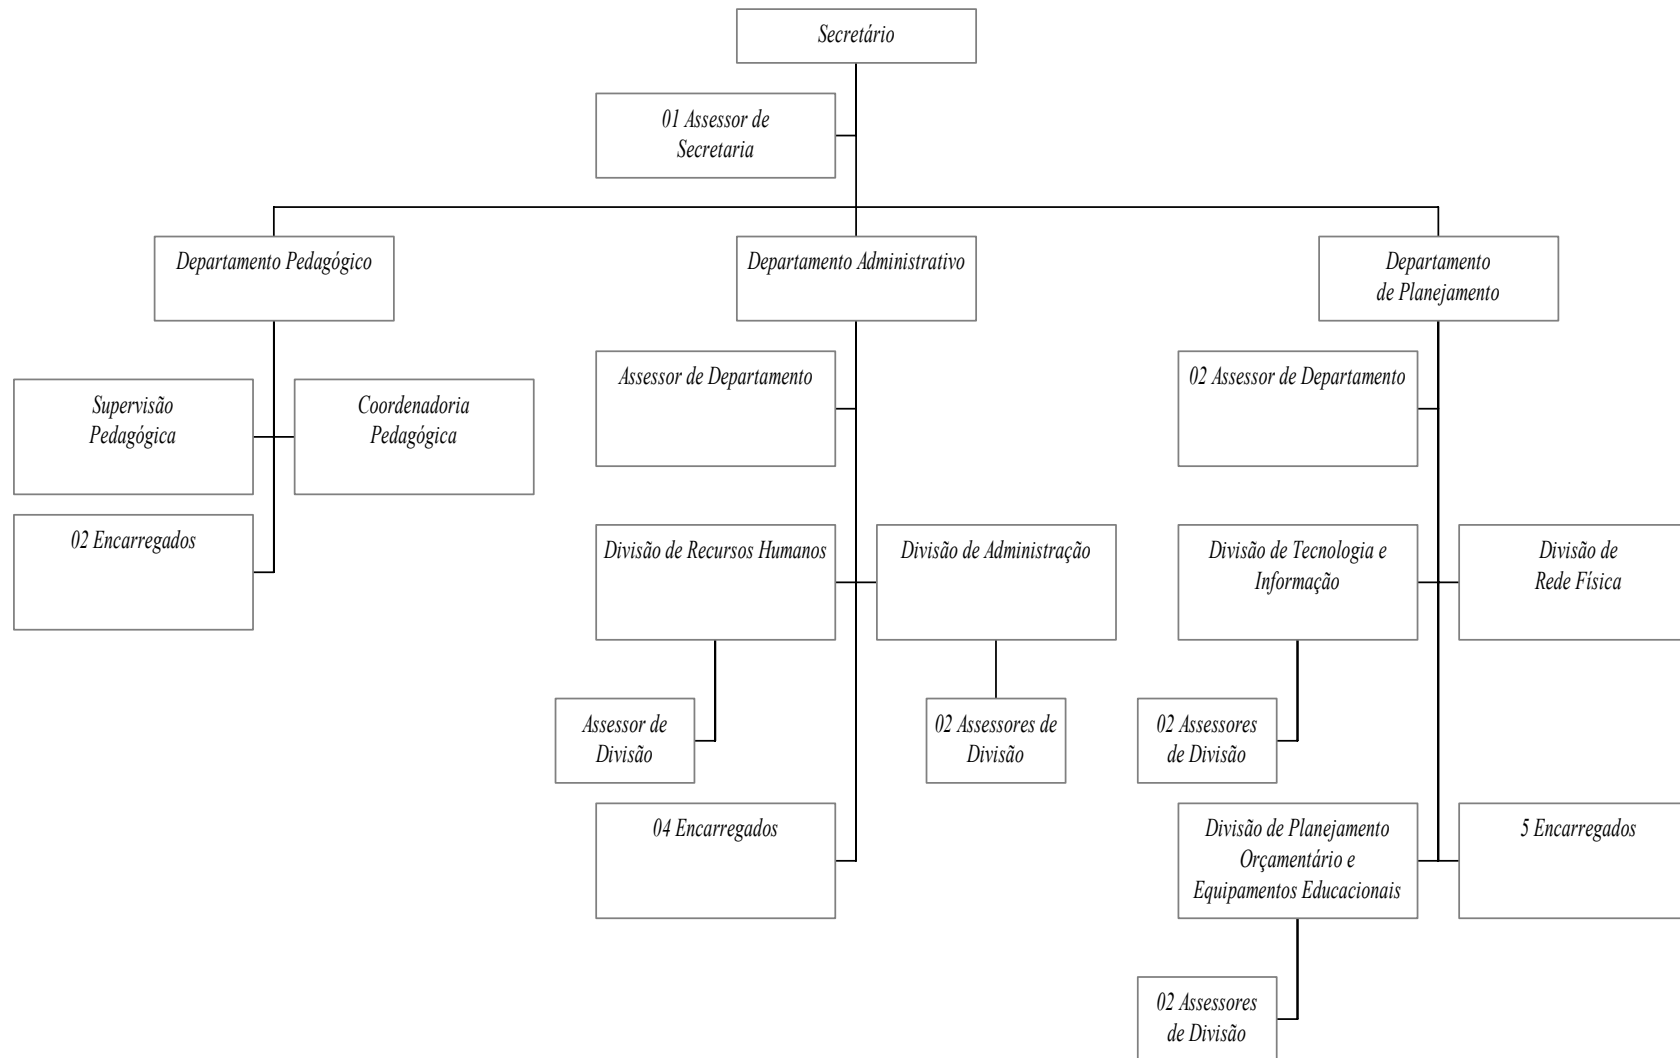 Secretário
01 Assessor de
Secretaria
Departamento Pedagógico
Departamento Administrativo
Departamento
de Planejamento
Assessor de Departamento
02 Assessor de Departamento
Supervisão
Pedagógica
Coordenadoria
Pedagógica
02 Encarregados
Divisão de Recursos Humanos
Divisão de Administração
Divisão de Tecnologia e
Informação
Divisão de
Rede Física
Assessor de
Divisão
02 Assessores de
Divisão
02 Assessores
de Divisão
04 Encarregados
Divisão de Planejamento
Orçamentário e
Equipamentos Educacionais
5 Encarregados
02 Assessores
de Divisão